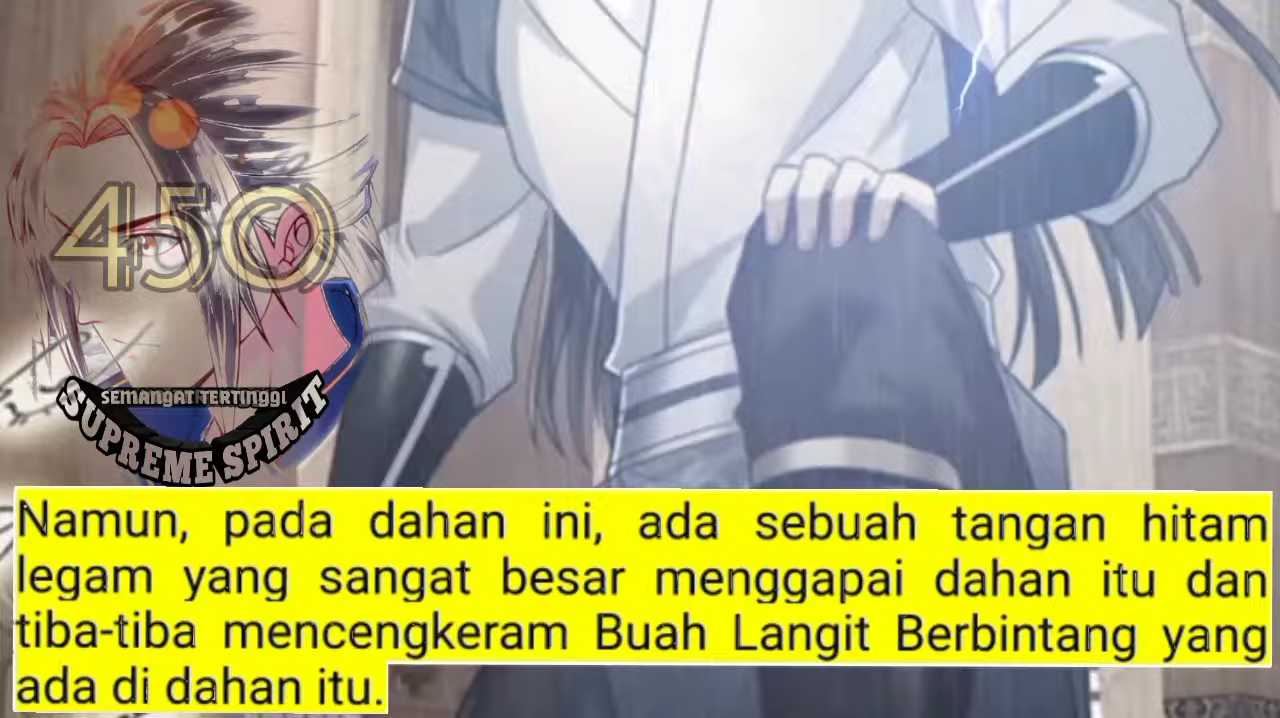 450
SEMANGAT TERTINGGI
SUPREME SPIRIT
Namun, pada dahan ini, ada sebuah tangan hitam
legam yang sangat besar menggapai dahan itu dan
tiba-tiba mencengkeram Buah Langit Berbintang yang
ada di dahan itu.